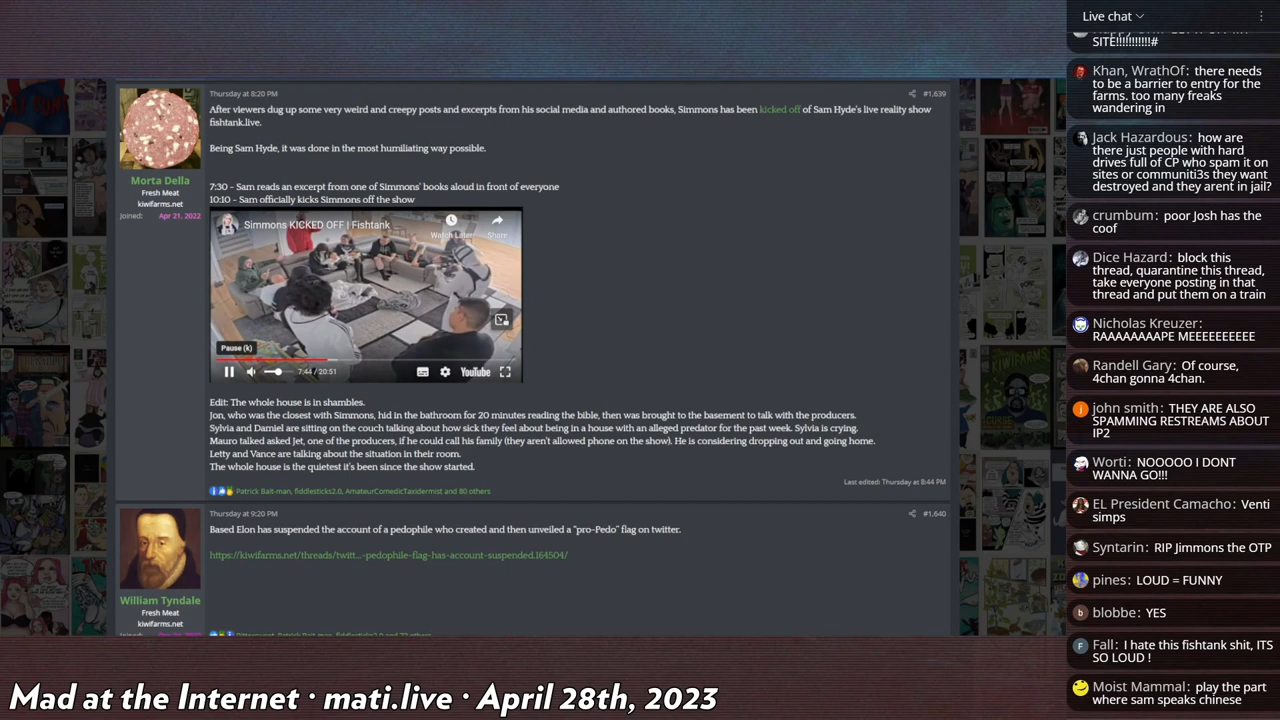 Thursday at 8:20 PM
#1,639
After viewers dug up some very weird and creepy posts and excerpts from his social media and authored books, Simmons has been kicked off of Sam Hyde's live reality show
fishtank.live.
Being Sam Hyde, it was done in the most humiliating way possible.
7:30 - Sam reads an excerpt from one of Simmons' books aloud in front of everyone
10:10 - Sam officially kicks Simmons off the show
Morta Della
Fresh Meat
kiwifarms.net
Joined: Apr 21, 2022
Simmons KICKED OFF | Fishtank
Watch Later
Share
Pause (k)
7:44 / 20:51
YouTube
Edit: The whole house is in shambles.
Jon, who was the closest with Simmons, hid in the bathroom for 20 minutes reading the bible, then was brought to the basement to talk with the producers.
Sylvia and Damiel are sitting on the couch talking about how sick they feel about being in a house with an alleged predator for the past week. Sylvia is crying.
Mauro talked asked Jet, one of the producers, if he could call his family (they aren't allowed phone on the show). He is considering dropping out and going home.
Letty and Vance are talking about the situation in their room.
The whole house is the quietest it's been since the show started.
Last edited: Thursday at 8:44 PM
Patrick Bait-man, fiddlesticks2.0, AmateurComedicTaxidermist and 80 others
Thursday at 9:20 PM
#1,640
Based Elon has suspended the account of a pedophile who created and then unveiled a "pro-Pedo" flag on twitter.
https://kiwifarms.net/threads/twitt...-pedophile-flag-has-account-suspended.164504/
William Tyndale
Fresh Meat
kiwifarms.net
Mad at the Internet · mati.live · April 28th, 2023
Live chat
SITE!!!!!!!!!!!#
Khan, WrathOf: there needs
to be a barrier to entry for the
farms. too many freaks
wandering in
Jack Hazardous: how are
there just people with hard
drives full of CP who spam it on
sites or communiti3s they want
destroyed and they arent in jail?
crumbum: poor Josh has the
coof
Dice Hazard: block this
thread, quarantine this thread,
take everyone posting in that
thread and put them on a train
Nicholas Kreuzer:
RAAAAAAAPE MEEEEEEEEEE
Randell Gary: Of course,
4chan gonna 4chan.
john smith: THEY ARE ALSO
SPAMMING RESTREAMS ABOUT
IP2
Worti: NOOOOO I DONT
WANNA GO!!!
EL President Camacho: Venti
simps
Syntarin: RIP Jimmons the OTP
pines: LOUD = FUNNY
blobbe: YES
Fall: I hate this fishtank shit, ITS
SO LOUD !
Moist Mammal: play the part
where sam speaks chinese